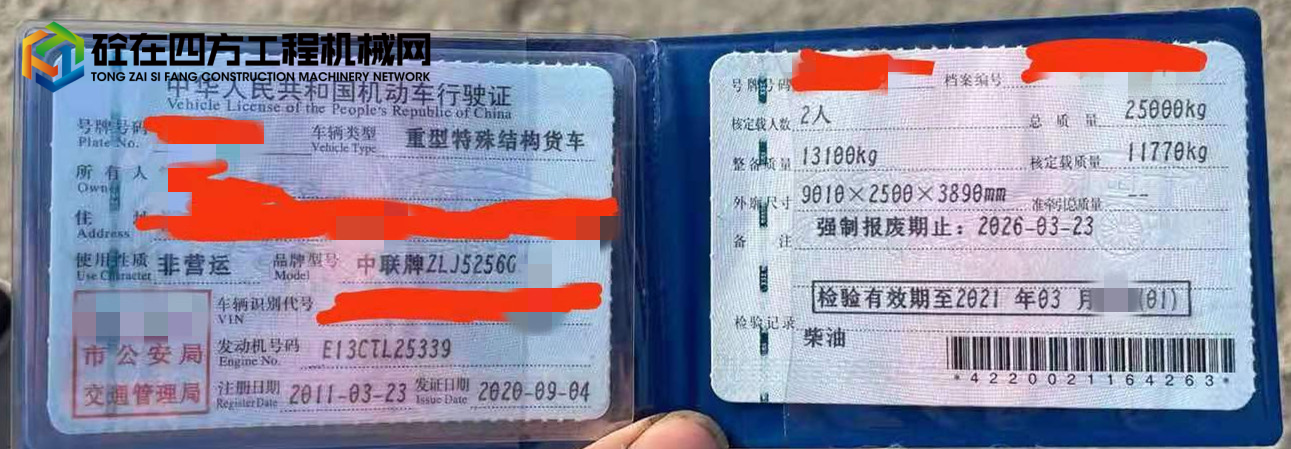 砼在四方工程机械网
TONG ZAI SI FANG CONSTRUCTION MACHINERY NETWORK
中华人民共和国机动车行驶证
Vehicle License of the People's Republic of China
号牌号码 车辆类型 重型特殊结构货车
Plate No. Vehicle Type
所有人
Owner
住 址
Address
使用性质 非营运 品牌型号 中联牌ZLJ5256G
Use Character Model
车辆识别代号
VIN
发动机号码 E13CTL25339
Engine No.
注册日期 2011-03-23 发证日期 2020-09-04
Register Date Issue Date
市公安局
交通管理局
号牌号码 档案编号
核定载人数 2人 总质量 25000kg
整备质量 13100kg 核定载质量 11770kg
外廓尺寸 9010×2500×3890mm 准牵引总质量 --
备 注 强制报废期止：2026-03-23
检验有效期至2021 年03 月 (01)
检验记录
柴油
*4220021164263*